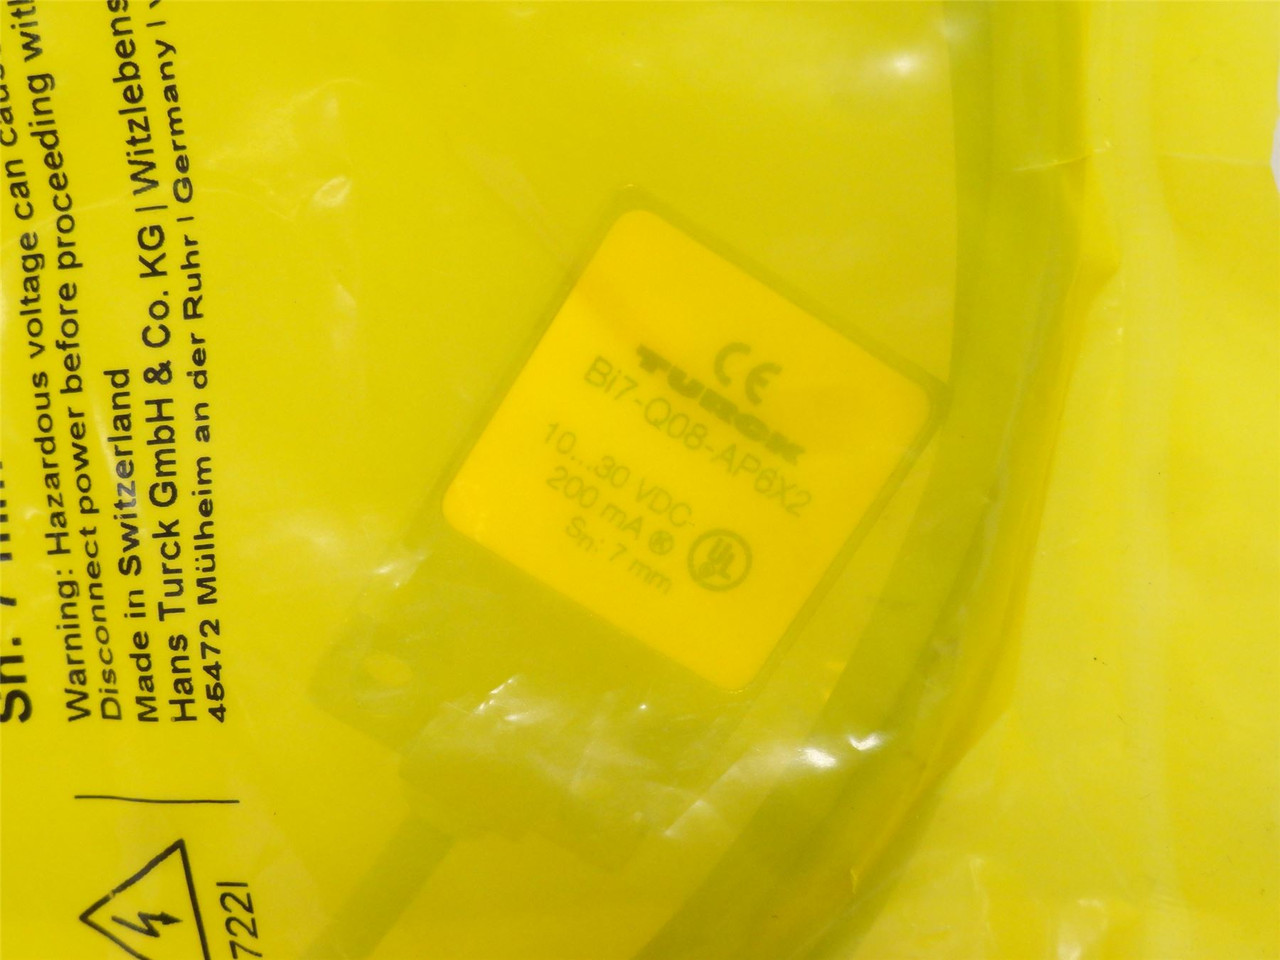 Sn: 7 mm
Warning: Hazardous voltage can
Disconnect power before proceeding
Made in Switzerland
Hans Turck GmbH & Co. KG | Witzlebens
45472 Mülheim an der Ruhr | Germany |
722I
CE
TURCK
Bi7-Q08-AP6X2
10...30 VDC-
200 mA ®
UL
Sn: 7 mm